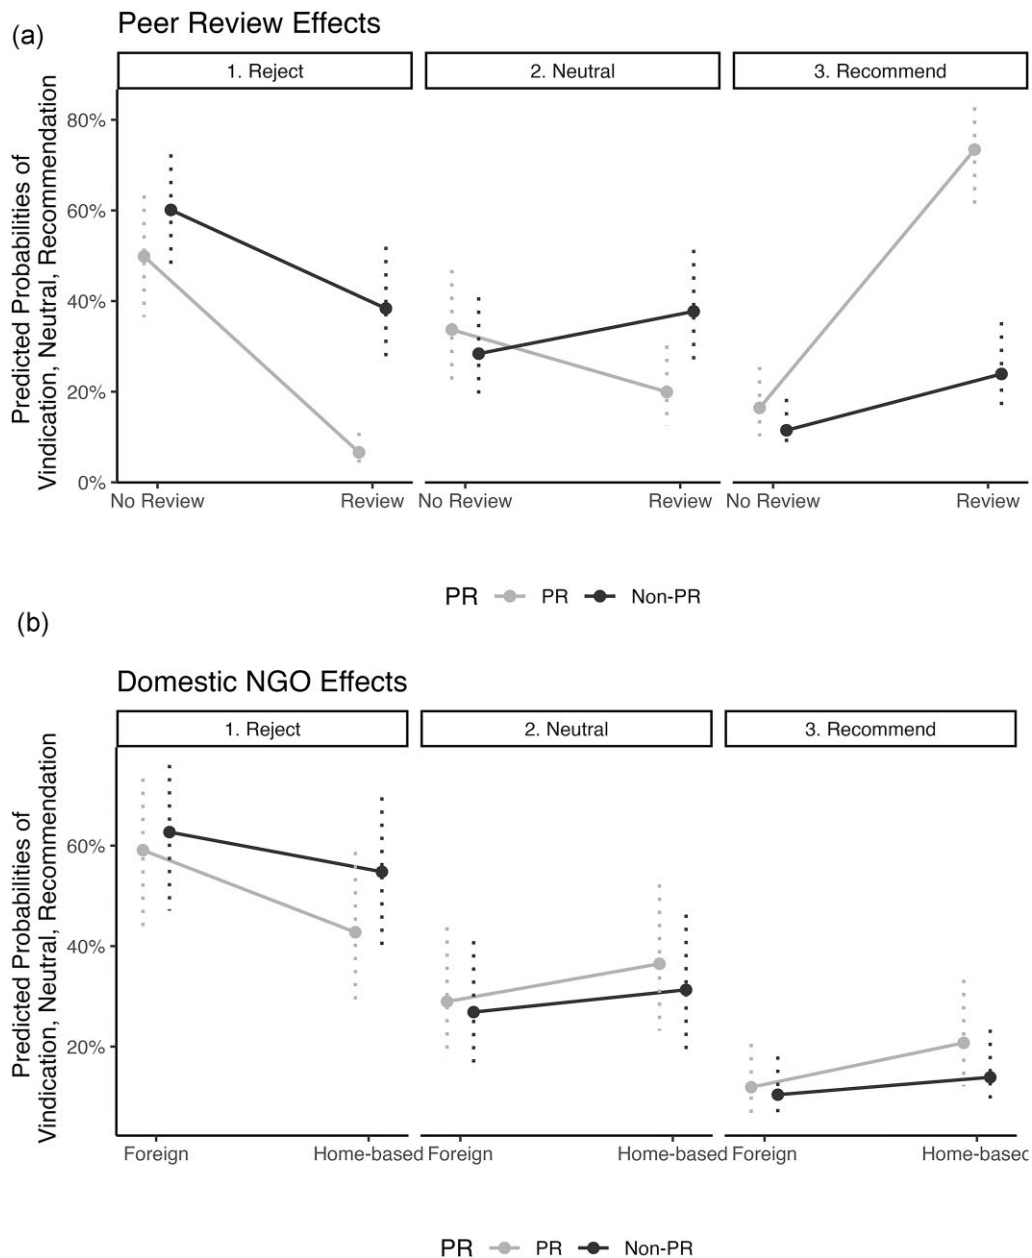 (a)
Peer Review Effects
1. Reject
2. Neutral
3. Recommend
Predicted Probabilities of
Vindication, Neutral, Recommendation
80%
60%
40%
20%
0%
No Review
Review
No Review
Review
No Review
Review
PR
PR
Non-PR
(b)
Domestic NGO Effects
1. Reject
2. Neutral
3. Recommend
Predicted Probabilities of
Vindication, Neutral, Recommendation
60%
40%
20%
Foreign
Home-based
Foreign
Home-based
Foreign
Home-basec
PR
PR
Non-PR